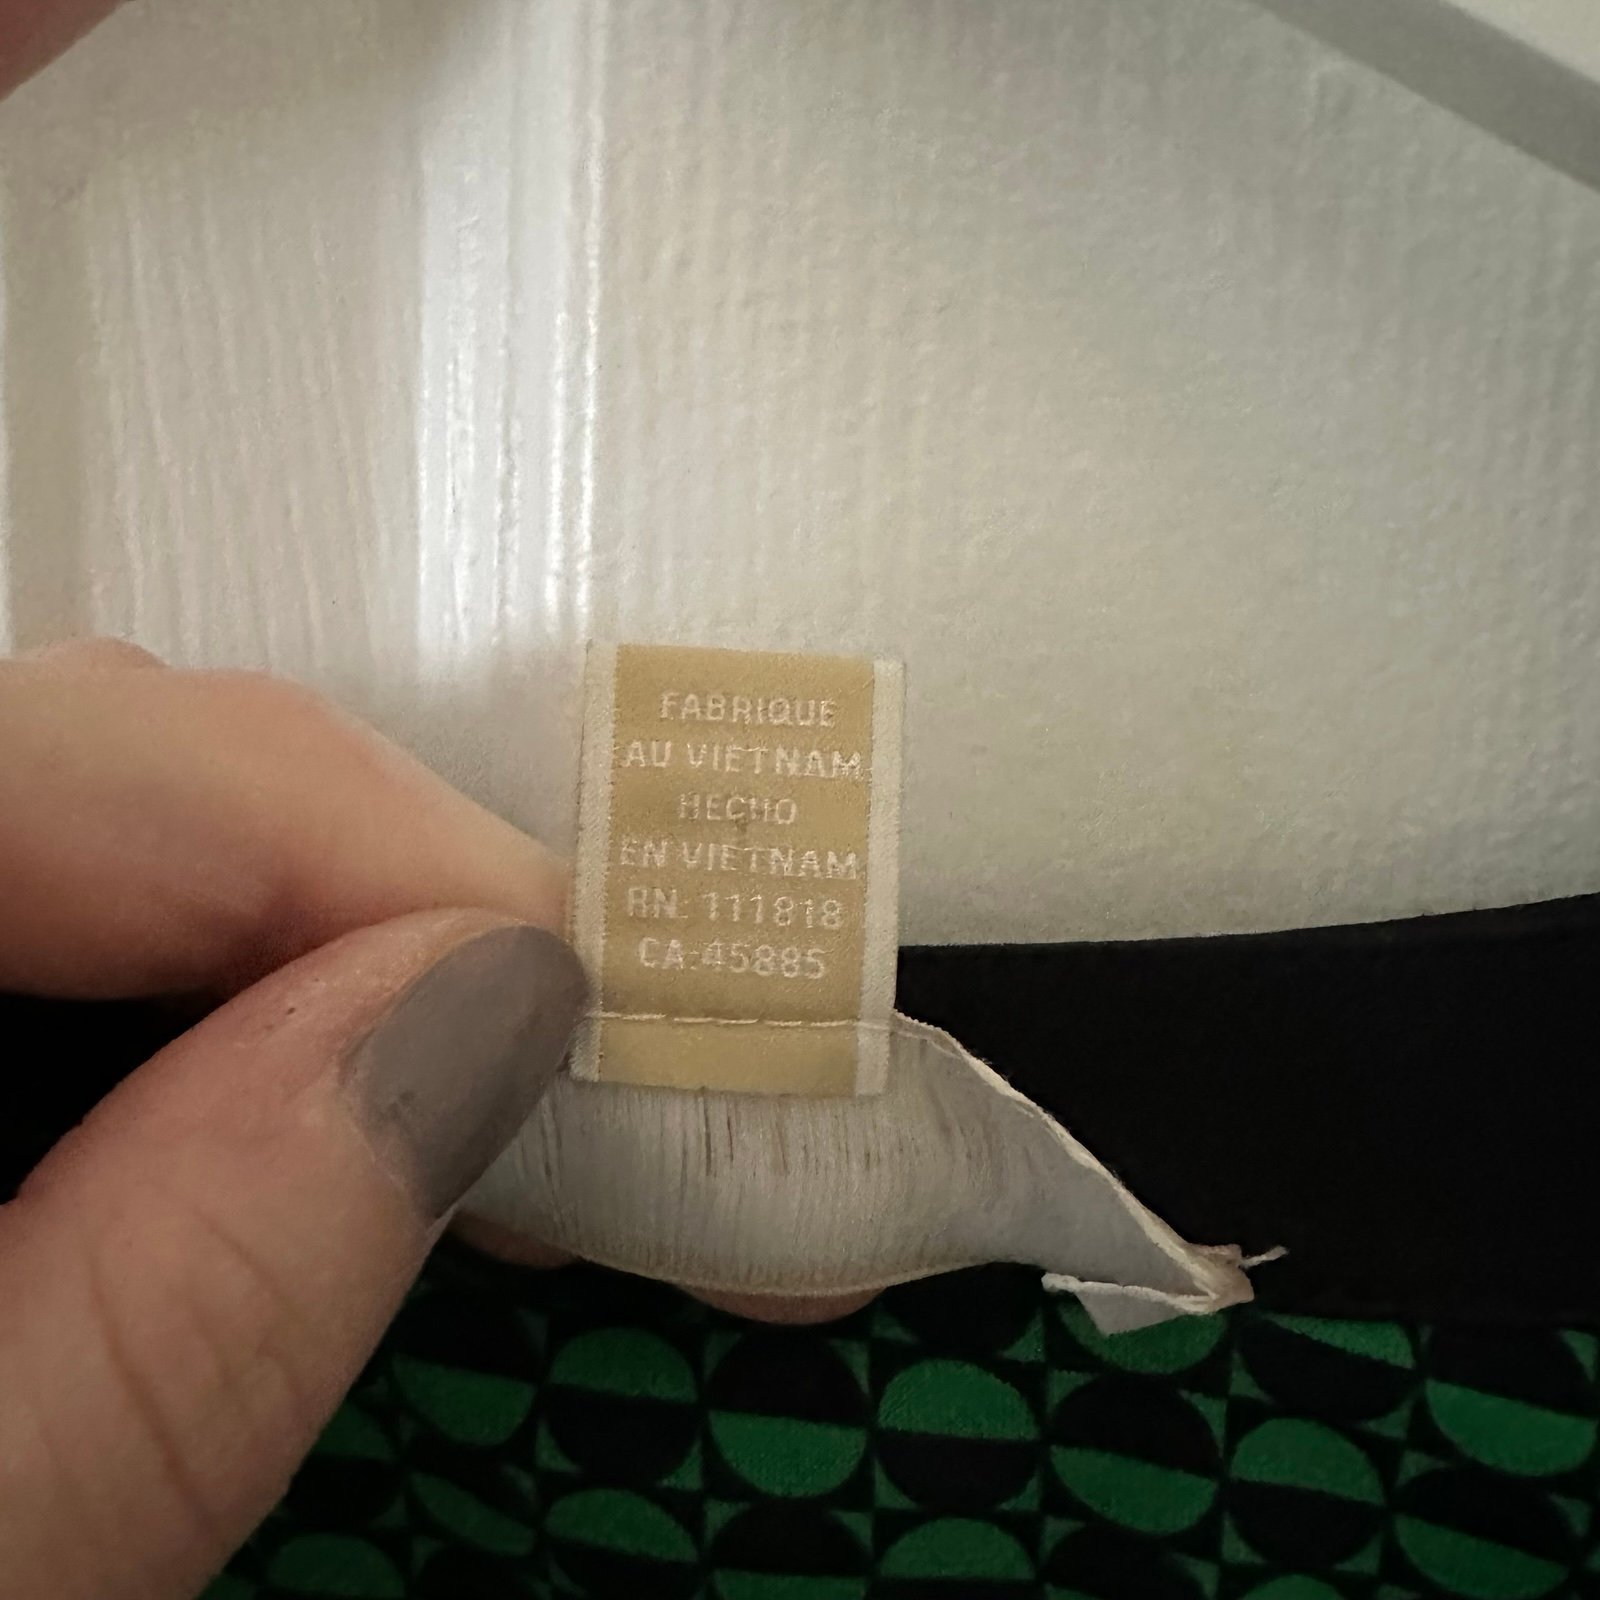 FABRIQUE
AU VIETNAM
HECHO
EN VIETNAM
RN: 111818
CA:45885